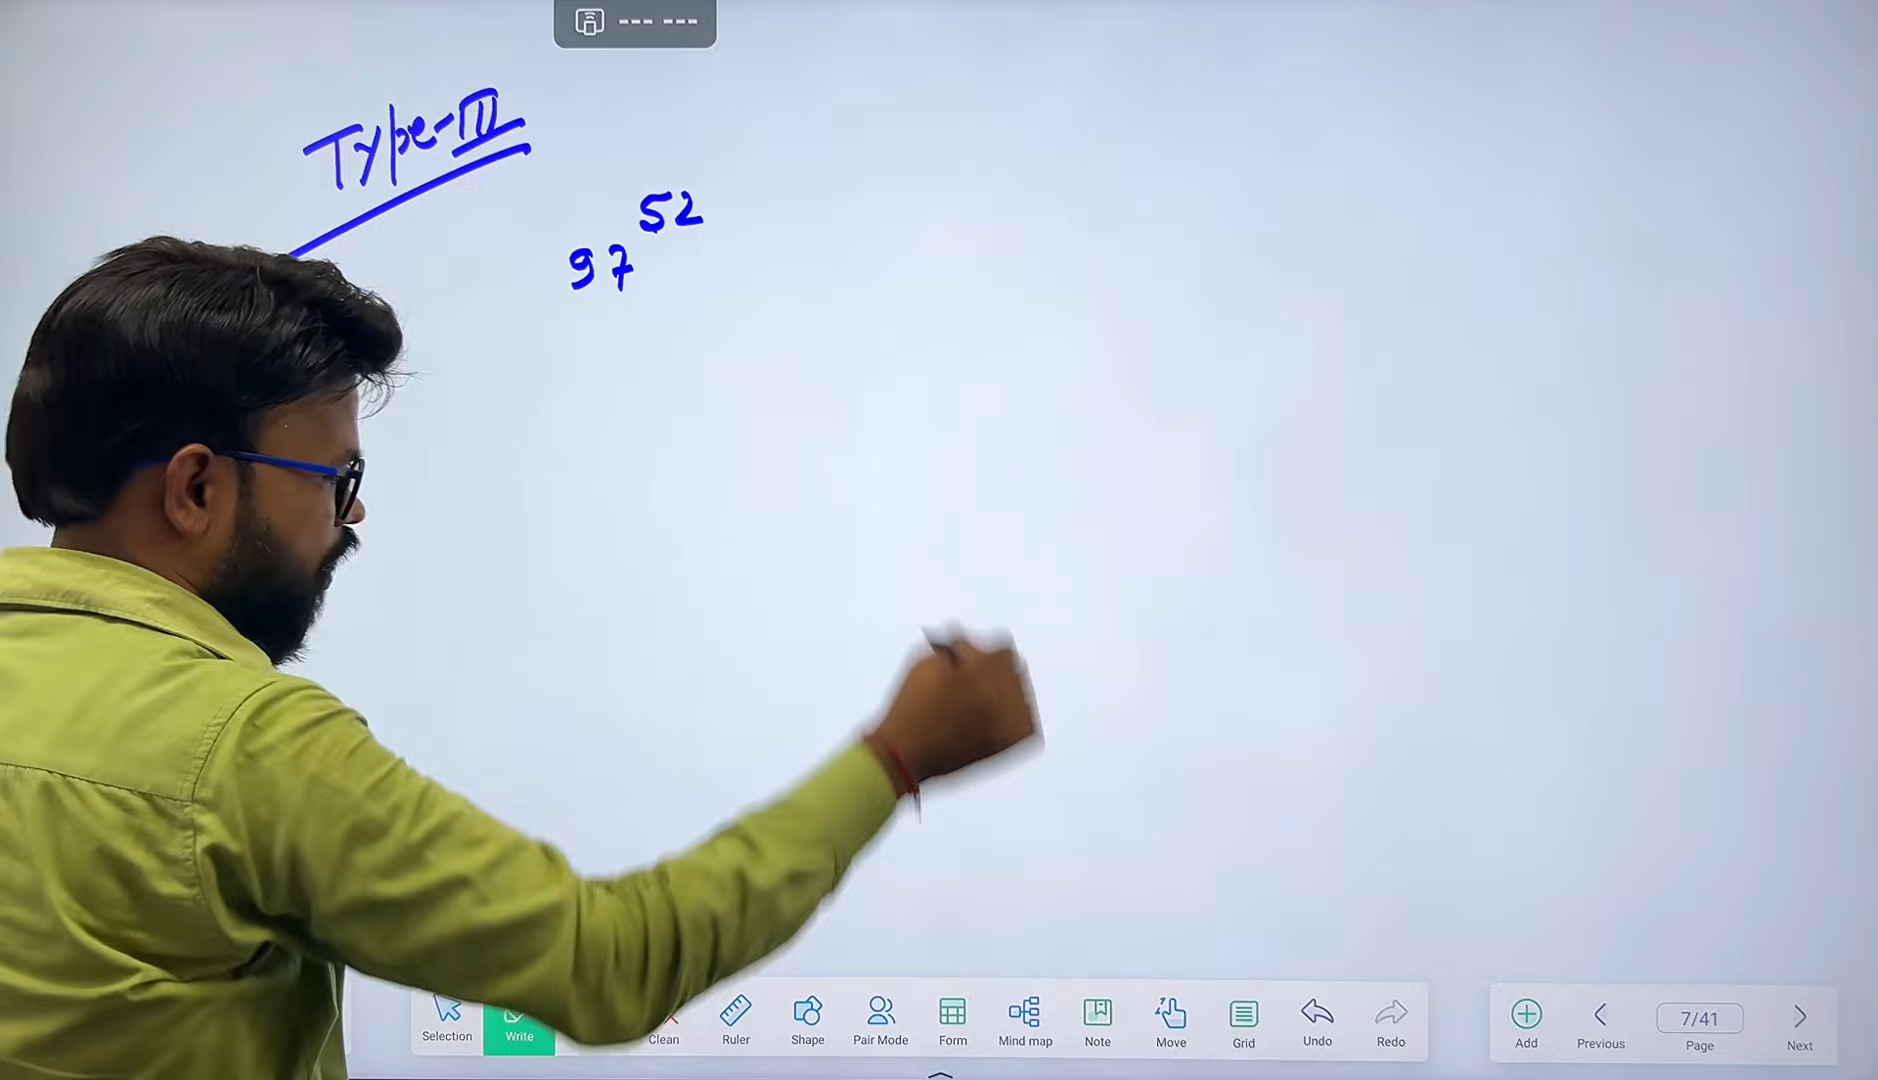 --- ---
Type-III
97^52
Selection
Write
Clean
Ruler
Shape
Pair Mode
Form
Mind map
Note
Move
Grid
Undo
Redo
Add
Previous
7/41
Page
Next